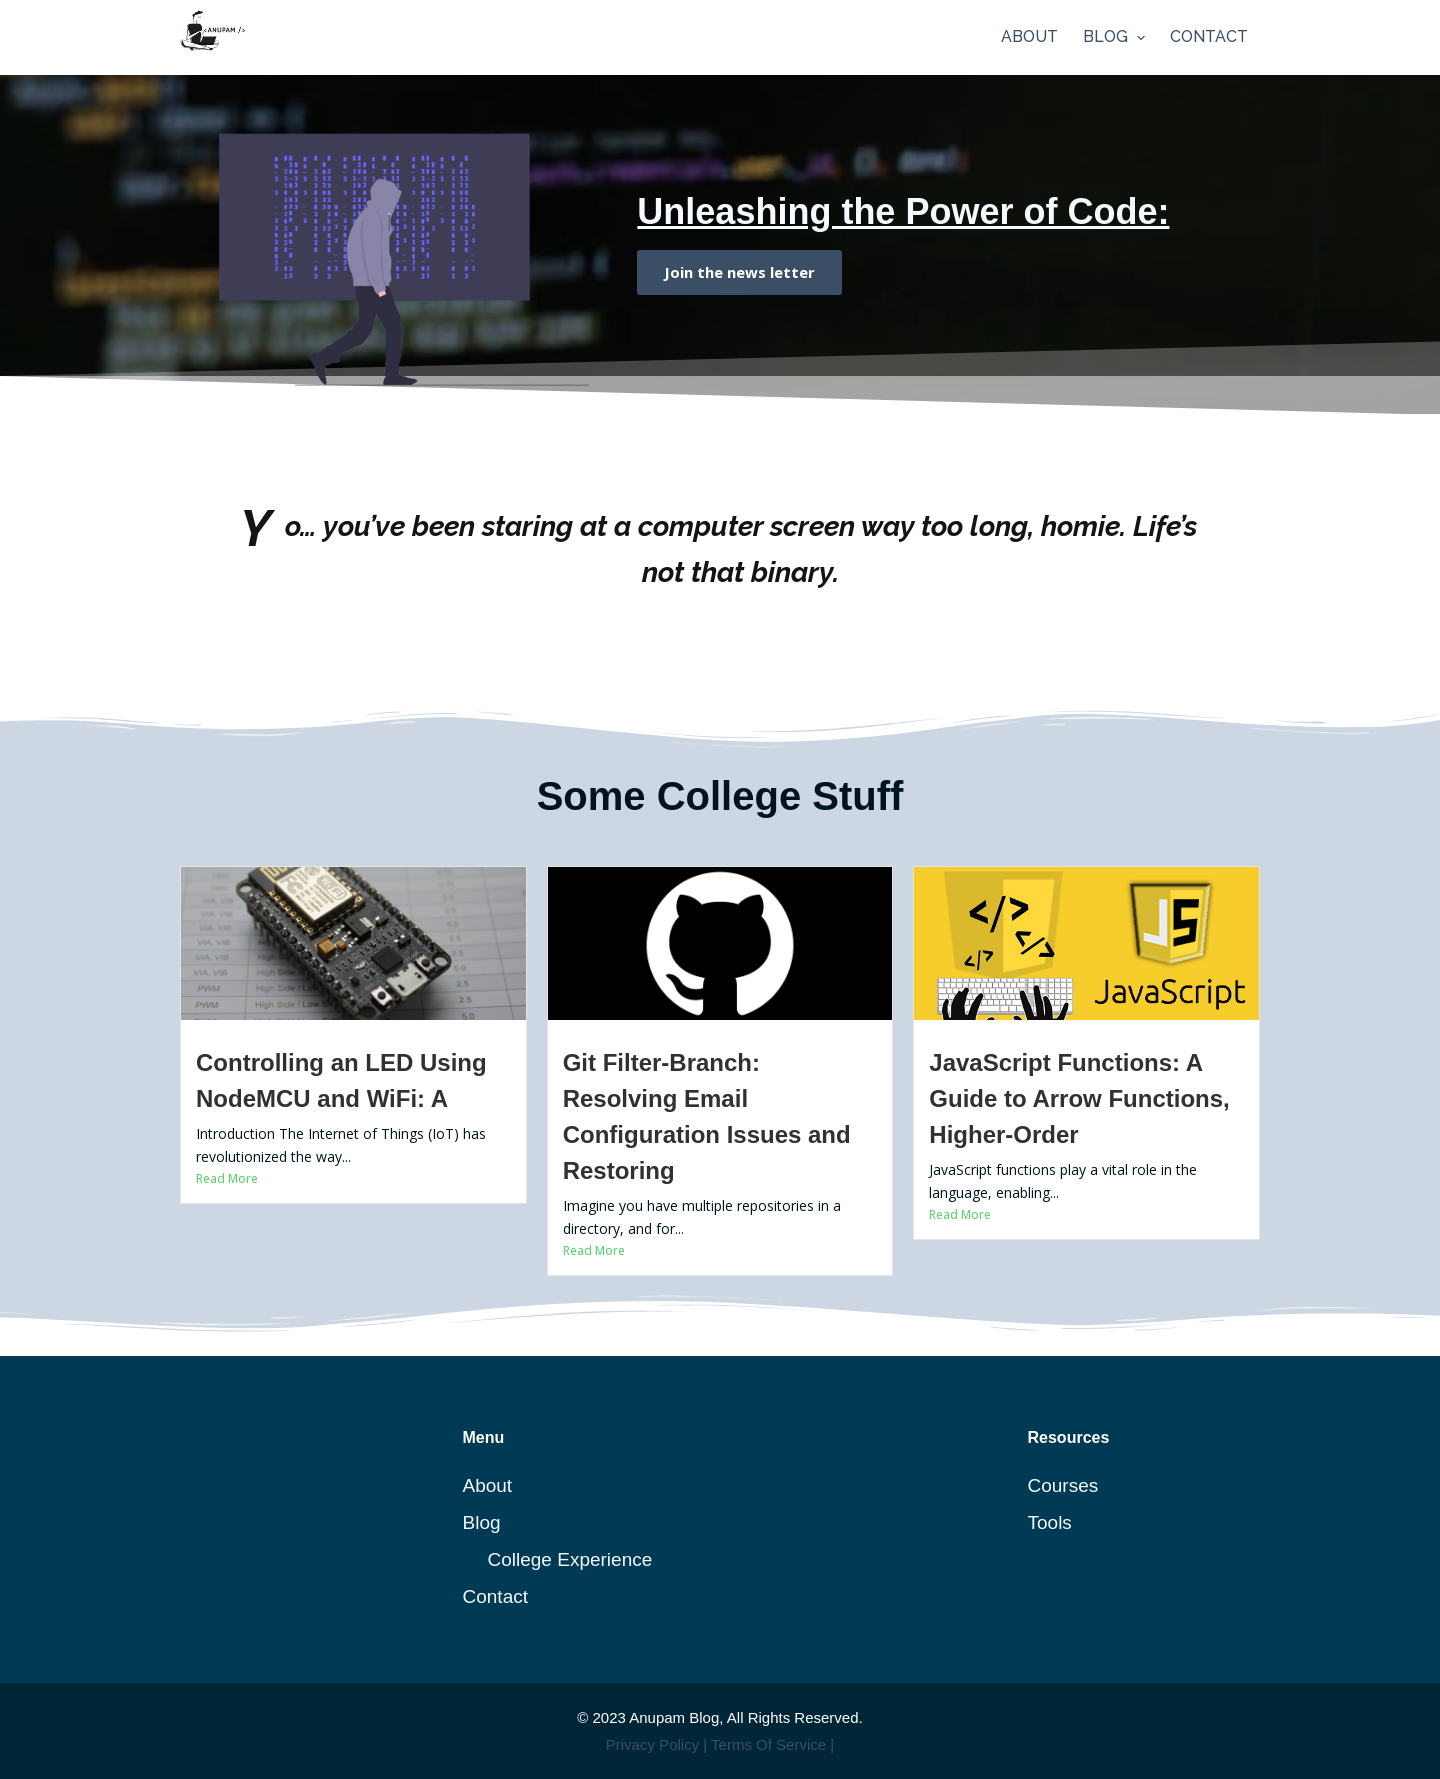 <ANUPAM />
ABOUT
BLOG
CONTACT
Unleashing the Power of Code:
Join the news letter
Yo… you’ve been staring at a computer screen way too long, homie. Life’s
not that binary.
Some College Stuff
</>
</>
</>
JS
JavaScript
Controlling an LED Using
NodeMCU and WiFi: A
Introduction The Internet of Things (IoT) has
revolutionized the way...
Read More
Git Filter-Branch:
Resolving Email
Configuration Issues and
Restoring
Imagine you have multiple repositories in a
directory, and for...
Read More
JavaScript Functions: A
Guide to Arrow Functions,
Higher-Order
JavaScript functions play a vital role in the
language, enabling...
Read More
Menu
About
Blog
College Experience
Contact
Resources
Courses
Tools
© 2023 Anupam Blog, All Rights Reserved.
Privacy Policy | Terms Of Service |